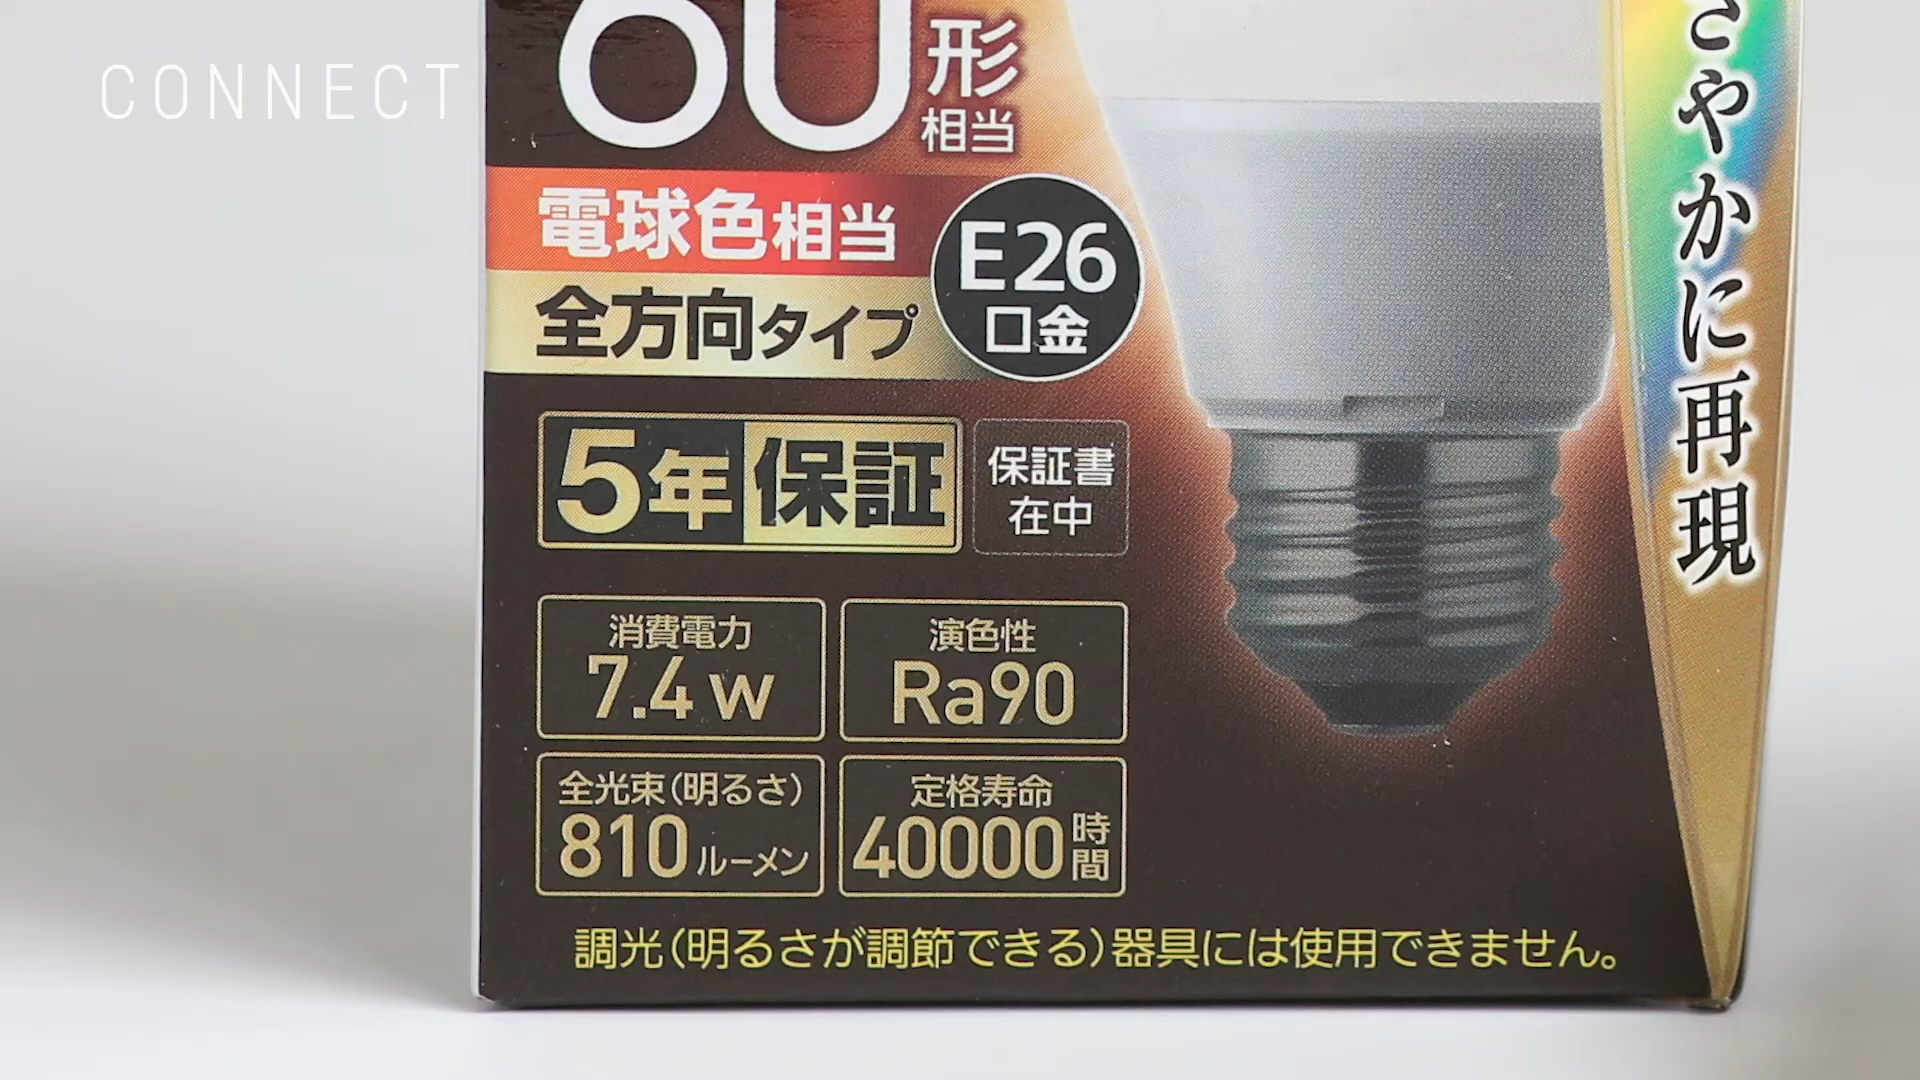 CONNECT
60形
相当
電球色相当
全方向タイプ
E26
口金
5年保証
保証書
在中
消費電力
7.4W
演色性
Ra90
全光束(明るさ)
810ルーメン
定格寿命
40000時間
調光(明るさが調節できる)器具には使用できません。
さやかに再現